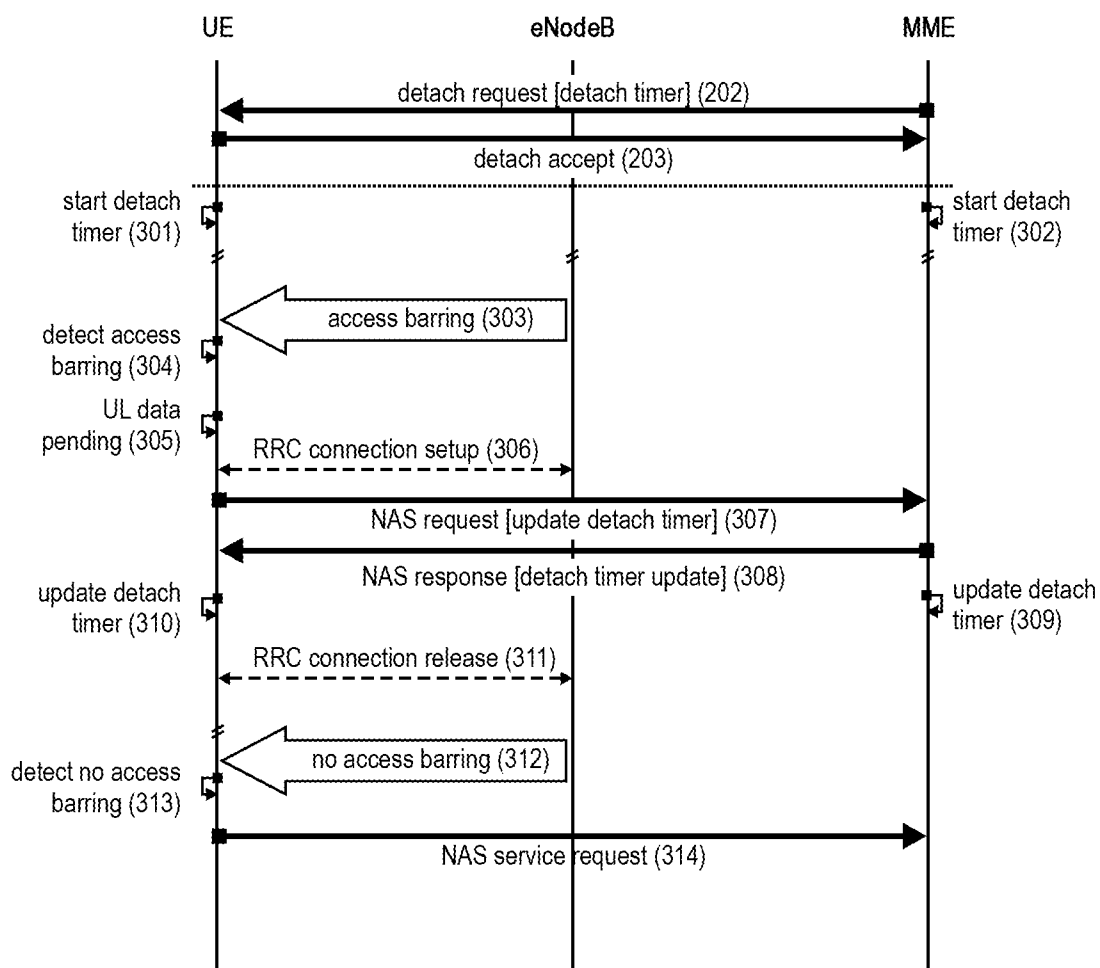 UE eNodeB MME
detach request [detach timer] (202)
detach accept (203)
start detach
timer (301)
start detach
timer (302)
access barring (303)
detect access
barring (304)
UL data
pending (305)
RRC connection setup (306)
NAS request [update detach timer] (307)
NAS response [detach timer update] (308)
update detach
timer (310)
update detach
timer (309)
RRC connection release (311)
no access barring (312)
detect no access
barring (313)
NAS service request (314)